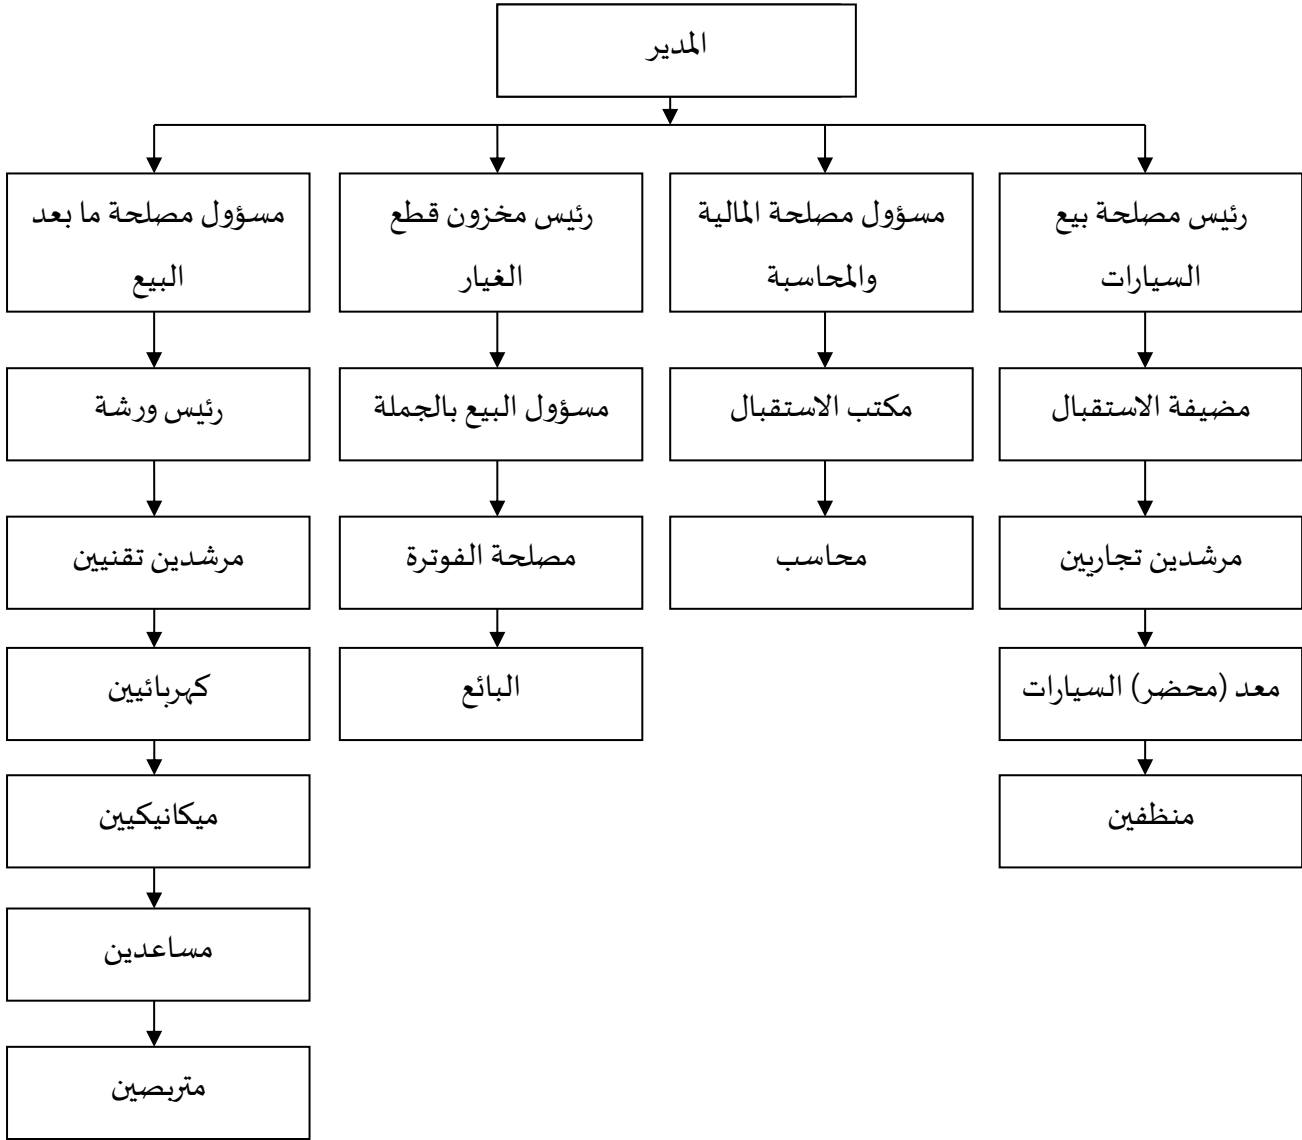 المدير
رئيس مصلحة بيع
السيارات
مسؤول مصلحة المالية
والمحاسبة
رئيس مخزون قطع
الغيار
مسؤول مصلحة ما بعد
البيع
مضيفة الاستقبال
مكتب الاستقبال
مسؤول البيع بالجملة
رئيس ورشة
مرشدين تجاريين
محاسب
مصلحة الفوترة
مرشدين تقنيين
معد (محضر) السيارات
البائع
كهربائيين
منظفين
ميكانيكيين
مساعدين
متربصين